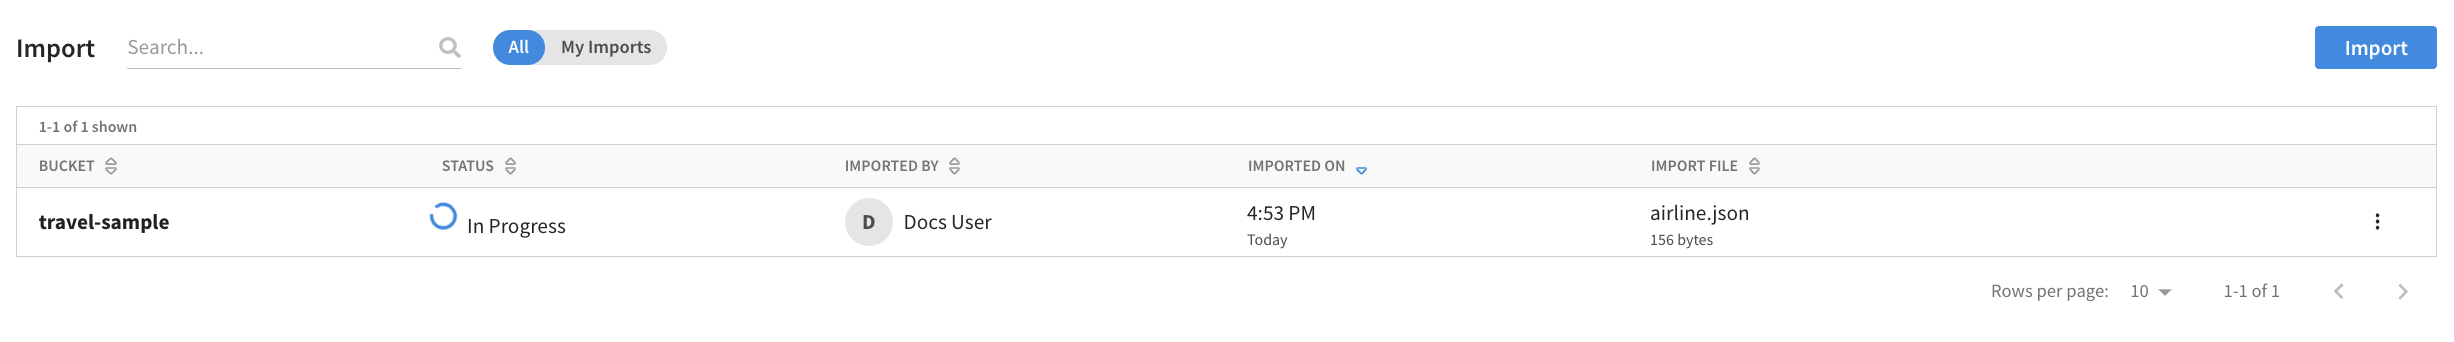 Import Search... All My Imports Import
1-1 of 1 shown
BUCKET STATUS IMPORTED BY IMPORTED ON IMPORT FILE
travel-sample In Progress D Docs User 4:53 PM airline.json
Today 156 bytes
Rows per page: 10 1-1 of 1